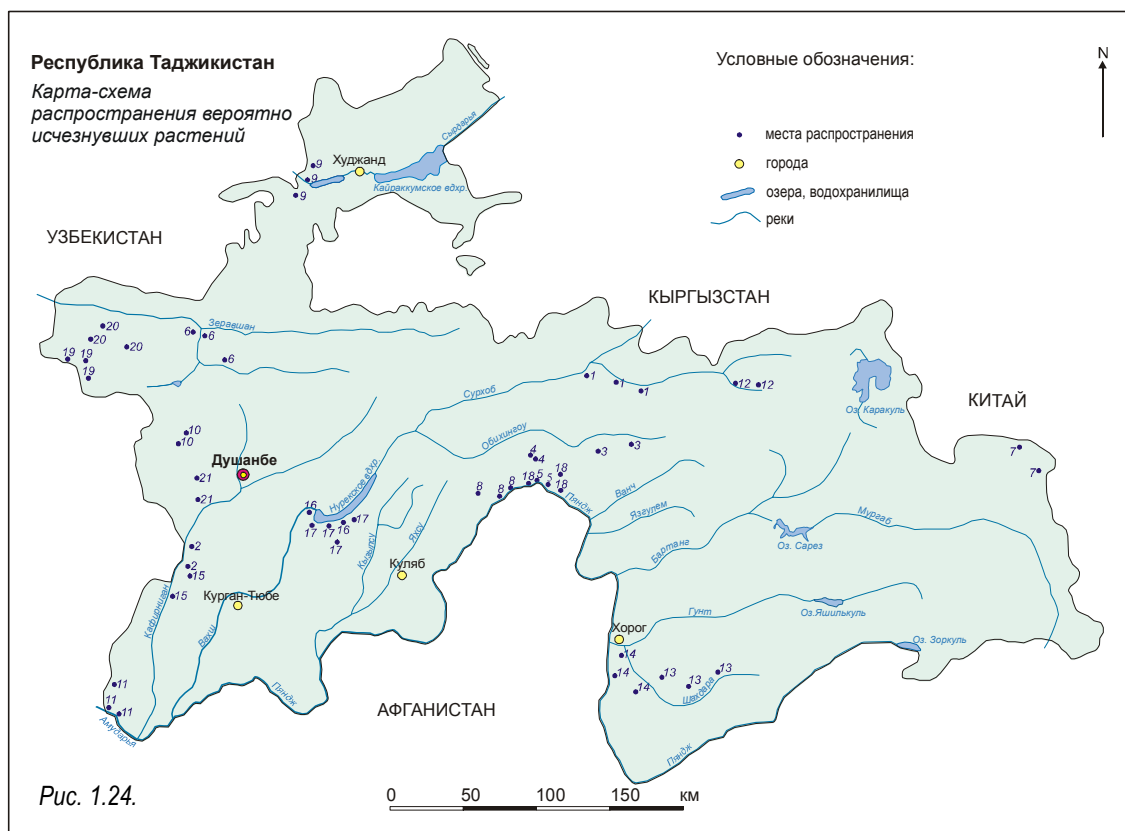 Республика Таджикистан
Карта-схема
распространения вероятно
исчезнувших растений
Условные обозначения:
N
места распространения
города
озера, водохранилища
реки
Сырдарья
9
Худжанд
9
Кайраккумское вдхр.
9
УЗБЕКИСТАН
КЫРГЫЗСТАН
Зеравшан
20
6
6
20
20
19
19
6
19
1
1
1
12
12
Сурхоб
Оз. Каракуль
КИТАЙ
10
10
Обихингоу
4
4
3
3
7
7
Душанбе
21
21
Нурекское вдхр.
8
8
8
18
5
5
18
18
Пяндж
Ванч
Язгулем
Бартанг
Мургаб
Оз. Сарез
16
17
17
16
17
17
Кызылсу
Яхсу
2
2
15
15
Кафирниган
Курган-Тюбе
Вахш
Куляб
Гунт
Оз.Яшилькуль
Хорог
Оз. Зоркуль
14
14
14
13
13
13
Шахдара
11
11
11
Амударья
Пяндж
АФГАНИСТАН
Пяндж
Рис. 1.24.
0 50 100 150 км